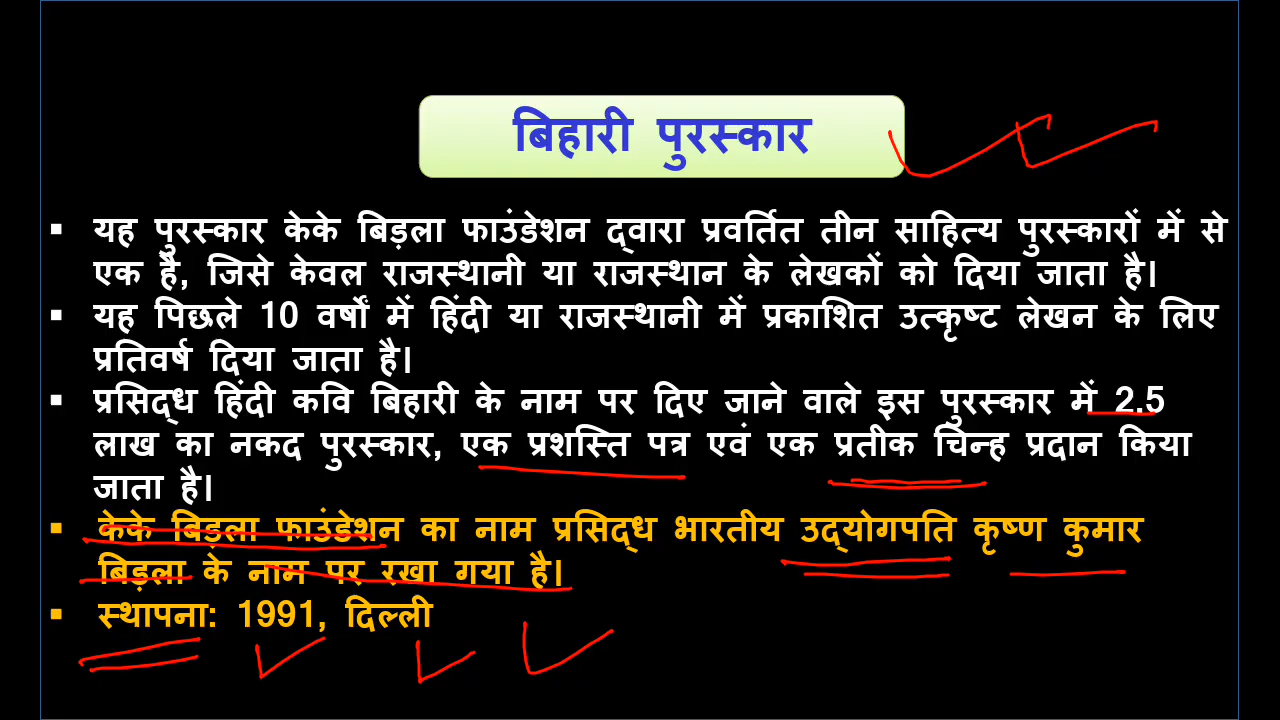 बिहारी पुरस्कार
▪ यह पुरस्कार केके बिड़ला फाउंडेशन द्वारा प्रवर्तित तीन साहित्य पुरस्कारों में से
एक है, जिसे केवल राजस्थानी या राजस्थान के लेखकों को दिया जाता है।
▪ यह पिछले 10 वर्षों में हिंदी या राजस्थानी में प्रकाशित उत्कृष्ट लेखन के लिए
प्रतिवर्ष दिया जाता है।
▪ प्रसिद्ध हिंदी कवि बिहारी के नाम पर दिए जाने वाले इस पुरस्कार में 2.5
लाख का नकद पुरस्कार, एक प्रशस्ति पत्र एवं एक प्रतीक चिन्ह प्रदान किया
जाता है।
▪ केके बिड़ला फाउंडेशन का नाम प्रसिद्ध भारतीय उद्योगपति कृष्ण कुमार
बिड़ला के नाम पर रखा गया है।
▪ स्थापना: 1991, दिल्ली